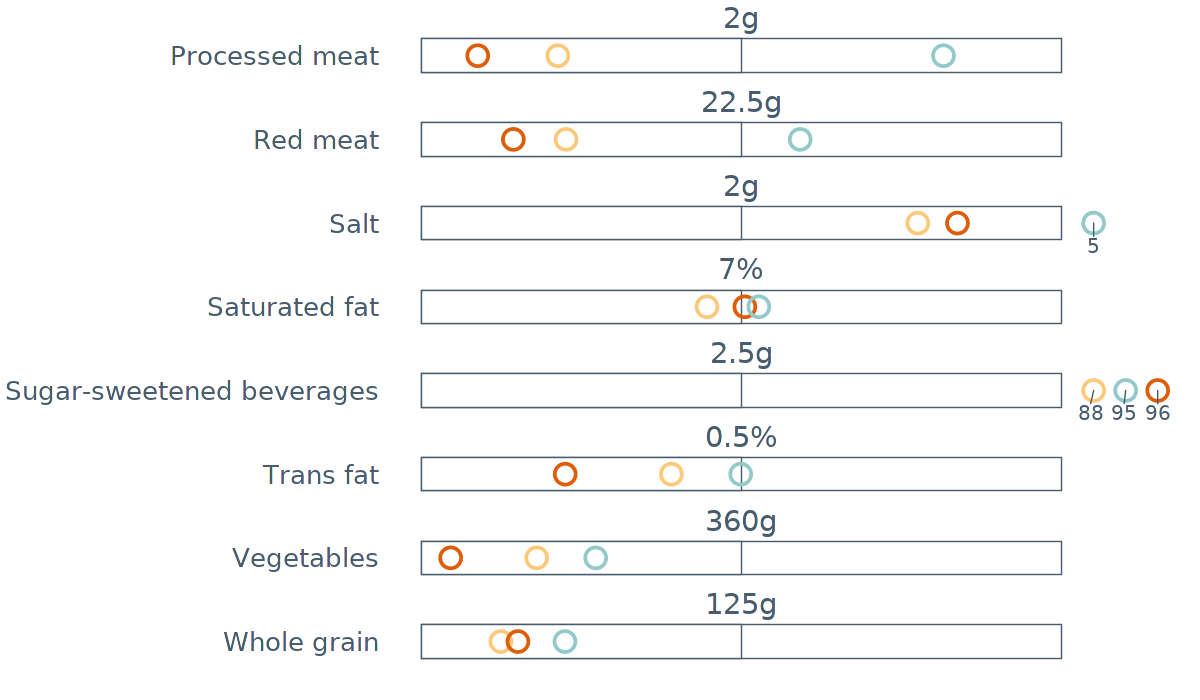 2g
Processed meat
22.5g
Red meat
2g
Salt
5
7%
Saturated fat
2.5g
Sugar-sweetened beverages
88 95 96
0.5%
Trans fat
360g
Vegetables
125g
Whole grain